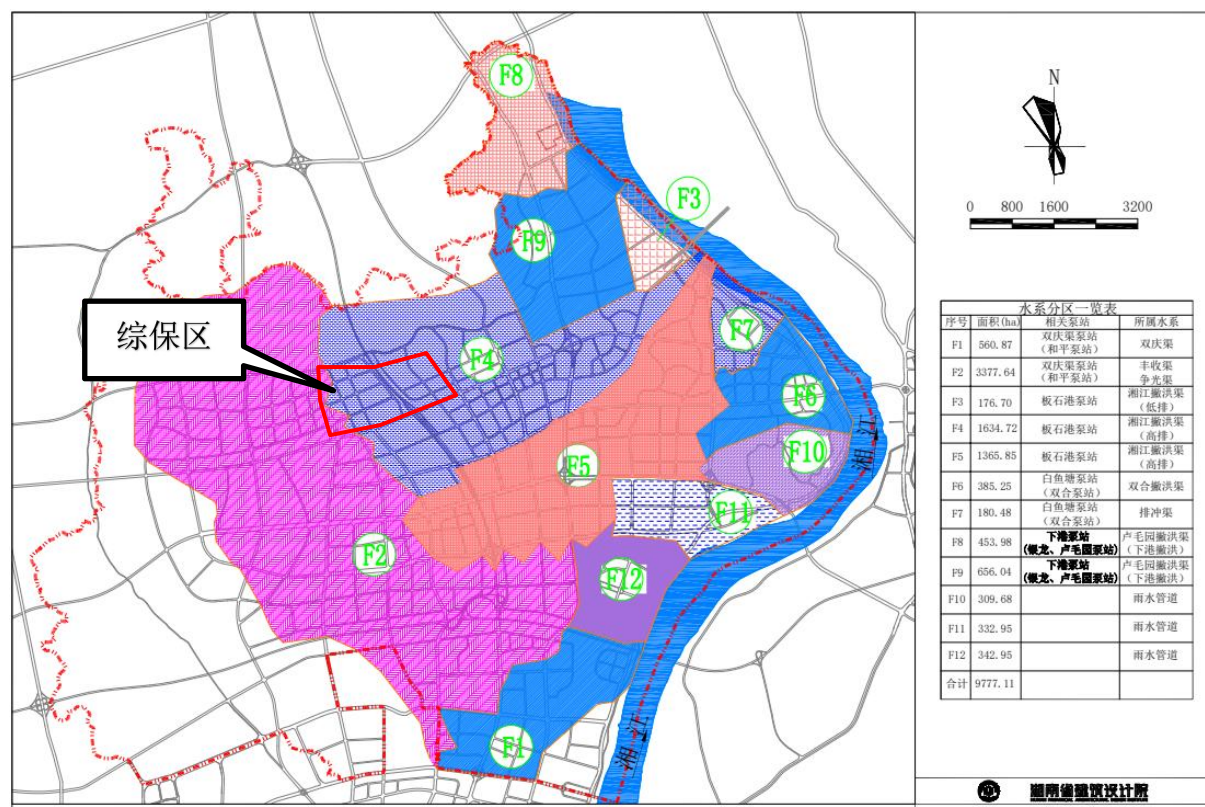 F8
F3
F9
综保区
F4
F7
F6
F5
F10
F11
F2
F12
F1
湘江
湘江
N
0 800 1600 3200
水系分区一览表
序号 面积(ha) 相关泵站 所属水系
F1 560.87 双庆渠泵站 (和平泵站) 双庆渠
F2 3377.64 双庆渠泵站 (和平泵站) 丰收渠 争光渠
F3 176.70 板石港泵站 湘江撇洪渠 (低排)
F4 1634.72 板石港泵站 湘江撇洪渠 (高排)
F5 1365.85 板石港泵站 湘江撇洪渠 (高排)
F6 385.25 白鱼塘泵站 (双合泵站) 双合撇洪渠
F7 180.48 白鱼塘泵站 (双合泵站) 排冲渠
F8 453.98 下港泵站 (银龙、卢毛园泵站) 卢毛园撇洪渠 (下港撇洪)
F9 656.04 下港泵站 (银龙、卢毛园泵站) 卢毛园撇洪渠 (下港撇洪)
F10 309.68 雨水管道
F11 332.95 雨水管道
F12 342.95 雨水管道
合计 9777.11
湖南省建筑设计院